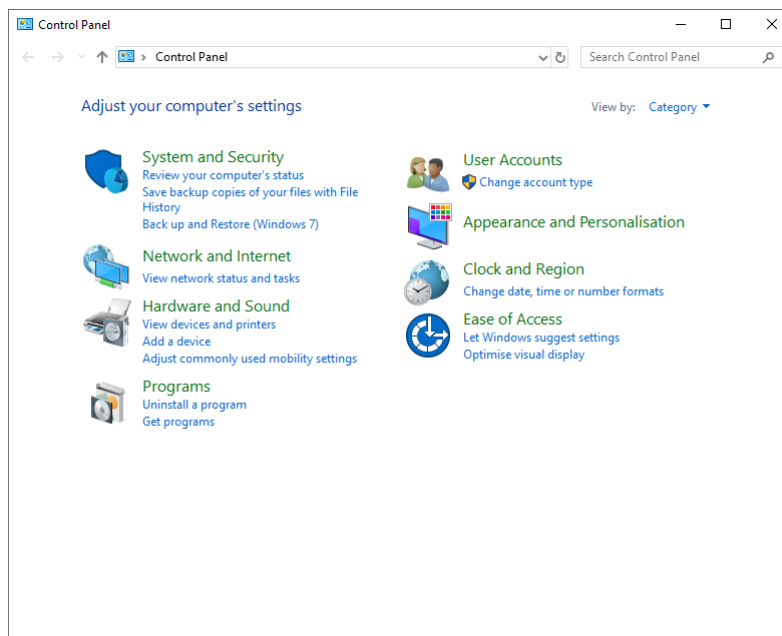 Control Panel
Control Panel
Search Control Panel
Adjust your computer's settings
View by: Category
System and Security
Review your computer's status
Save backup copies of your files with File
History
Back up and Restore (Windows 7)
Network and Internet
View network status and tasks
Hardware and Sound
View devices and printers
Add a device
Adjust commonly used mobility settings
Programs
Uninstall a program
Get programs
User Accounts
Change account type
Appearance and Personalisation
Clock and Region
Change date, time or number formats
Ease of Access
Let Windows suggest settings
Optimise visual display